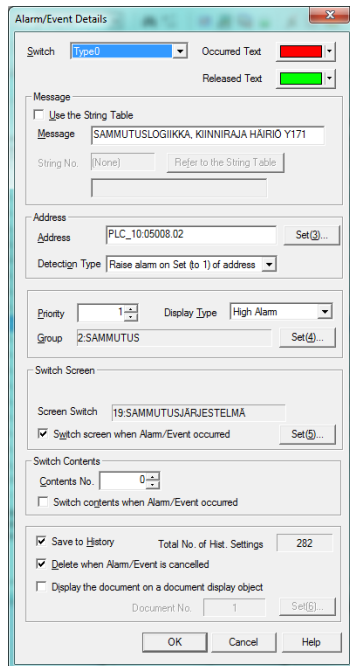 Alarm/Event Details
Switch Type0 Occurred Text
Released Text
Message
Use the String Table
Message SAMMUTUSLOGIIKKA, KIINNIRAJA HÄIRIÖ Y171
String No. (None) Refer to the String Table
Address
Address PLC_10:05008.02 Set(3)...
Detection Type Raise alarm on Set (to 1) of address
Priority 1 Display Type High Alarm
Group 2:SAMMUTUS Set(4)...
Switch Screen
Screen Switch 19:SAMMUTUSJÄRJESTELMÄ
Switch screen when Alarm/Event occurred Set(5)...
Switch Contents
Contents No. 0
Switch contents when Alarm/Event occurred
Save to History Total No. of Hist. Settings 282
Delete when Alarm/Event is cancelled
Display the document on a document display object
Document No. 1 Set(6)...
OK Cancel Help